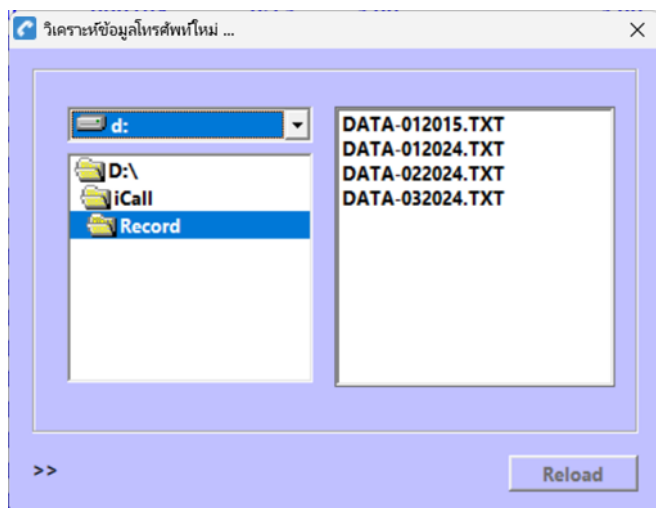 วิเคราะห์ข้อมูลโทรศัพท์ใหม่ ...
d:
D:\
iCall
Record
DATA-012015.TXT
DATA-012024.TXT
DATA-022024.TXT
DATA-032024.TXT
>>
Reload